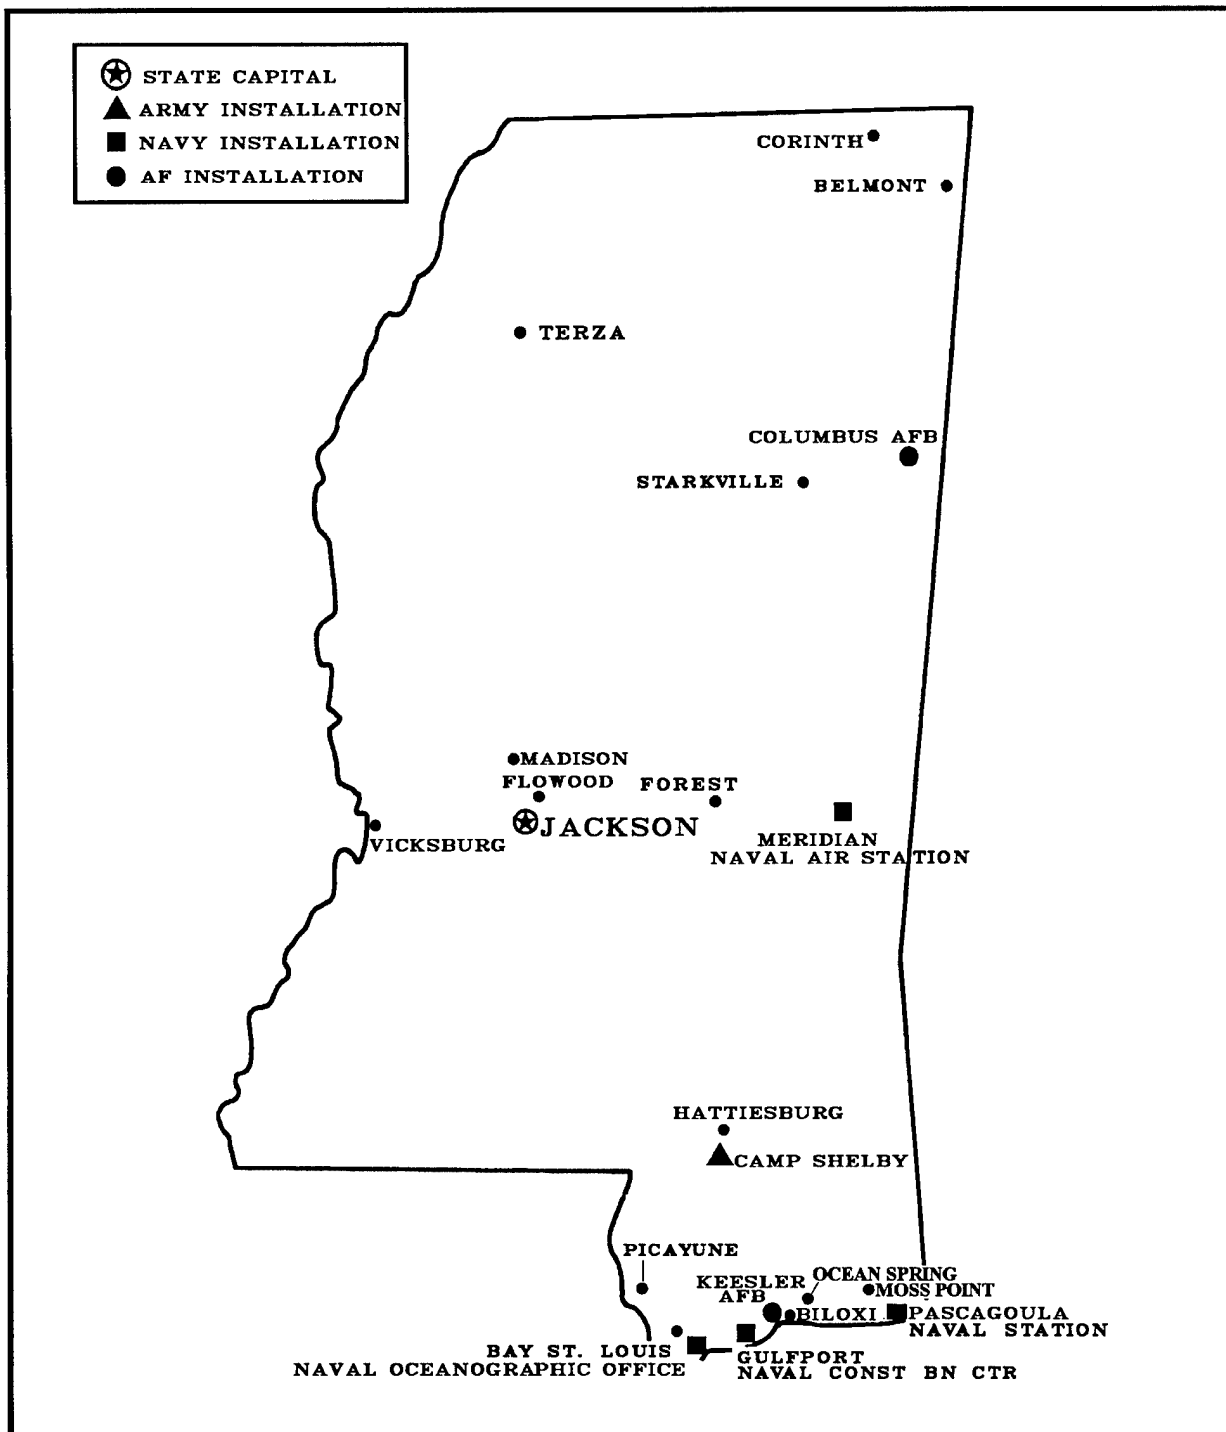 STATE CAPITAL
ARMY INSTALLATION
NAVY INSTALLATION
AF INSTALLATION
CORINTH
BELMONT
TERZA
COLUMBUS AFB
STARKVILLE
MADISON
FLOWOOD
FOREST
JACKSON
VICKSBURG
MERIDIAN
NAVAL AIR STATION
HATTIESBURG
CAMP SHELBY
PICAYUNE
KEESLER
AFB
OCEAN SPRING
MOSS POINT
BILOXI
PASCAGOULA
NAVAL STATION
BAY ST. LOUIS
NAVAL OCEANOGRAPHIC OFFICE
GULFPORT
NAVAL CONST BN CTR